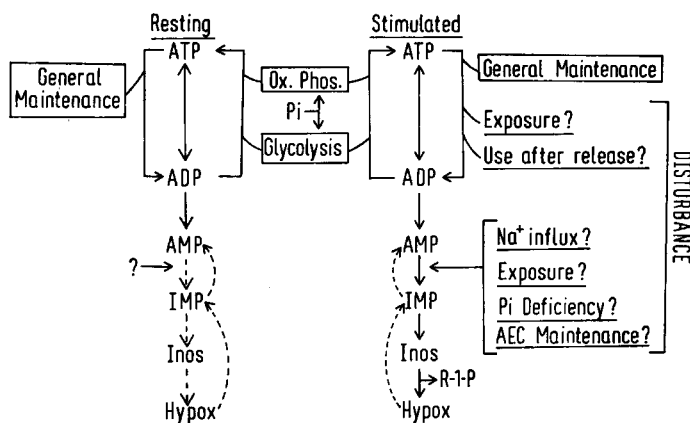 Resting
ATP
General
Maintenance
ADP
AMP
?
IMP
Inos
Hypox
Ox. Phos.
Pi
Glycolysis
Stimulated
ATP
General Maintenance
Exposure?
Use after release?
ADP
AMP
IMP
Inos
R-1-P
Hypox
Na⁺ influx?
Exposure?
Pi Deficiency?
AEC Maintenance?
DISTURBANCE